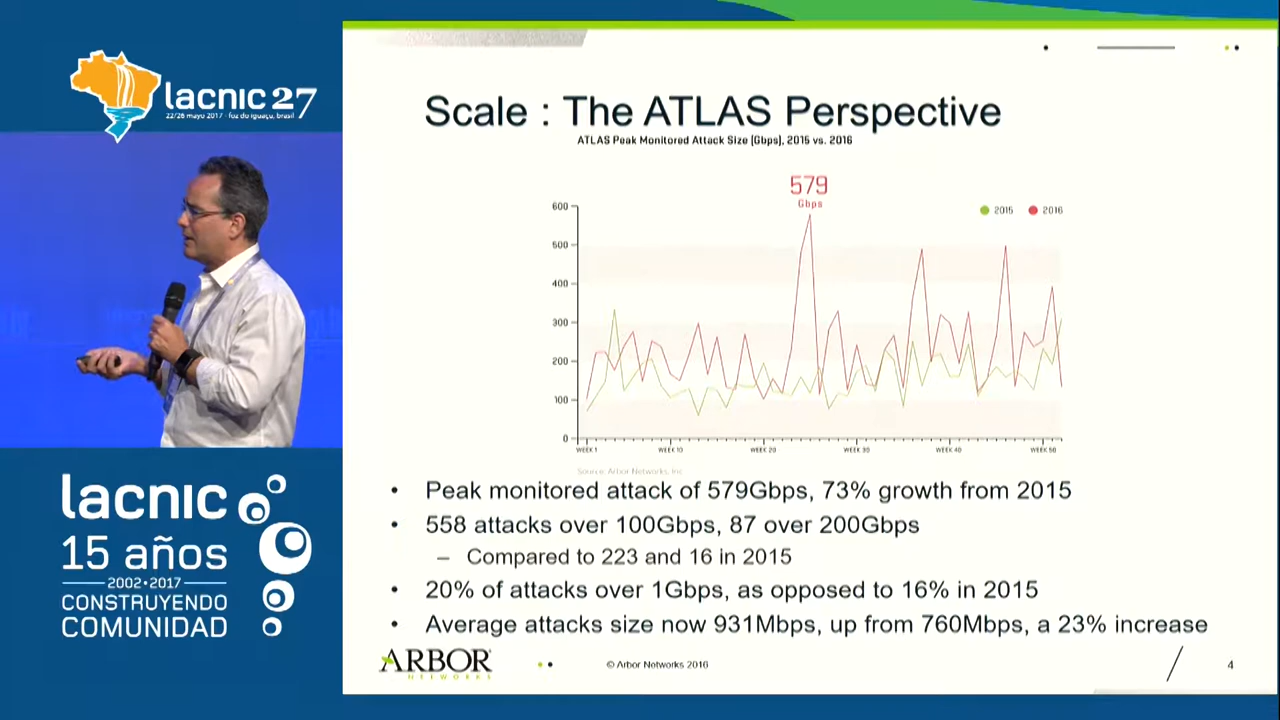 lacnic 27
22/26 mayo 2017 - foz do iguaçu, brasil
lacnic
15 años
2002•2017
CONSTRUYENDO
COMUNIDAD
Scale : The ATLAS Perspective
ATLAS Peak Monitored Attack Size (Gbps), 2015 vs. 2016
579
Gbps
2015
2016
600
500
400
300
200
100
0
WEEK 1
WEEK 10
WEEK 20
WEEK 30
WEEK 40
WEEK 50
Source: Arbor Networks, Inc.
• Peak monitored attack of 579Gbps, 73% growth from 2015
• 558 attacks over 100Gbps, 87 over 200Gbps
– Compared to 223 and 16 in 2015
• 20% of attacks over 1Gbps, as opposed to 16% in 2015
• Average attacks size now 931Mbps, up from 760Mbps, a 23% increase
ARBOR
NETWORKS
© Arbor Networks 2016
4